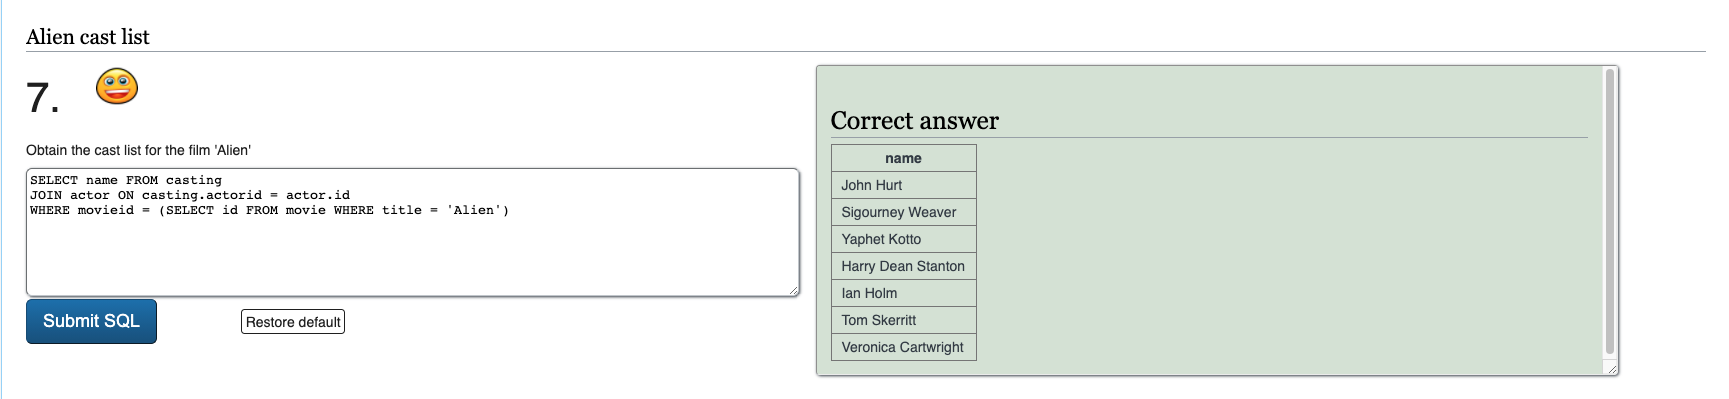 Alien cast list
7.
Obtain the cast list for the film 'Alien'
SELECT name FROM casting
JOIN actor ON casting.actorid = actor.id
WHERE movieid = (SELECT id FROM movie WHERE title = 'Alien')
Submit SQL
Restore default
Correct answer
name
John Hurt
Sigourney Weaver
Yaphet Kotto
Harry Dean Stanton
Ian Holm
Tom Skerritt
Veronica Cartwright